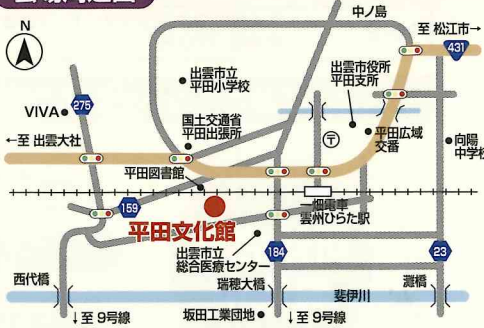 N
中ノ島
至 松江市→
431
出雲市役所
平田支所
出雲市立
平田小学校
275
VIVA
国土交通省
平田出張所
〒
平田広域
交番
向陽
中学校
←至 出雲大社
平田図書館
159
平田文化館
一畑電車
雲州ひらた駅
出雲市立
総合医療センター
184
23
西代橋
瑞穂大橋
灘橋
斐伊川
↓至 9号線
坂田工業団地
↓至 9号線